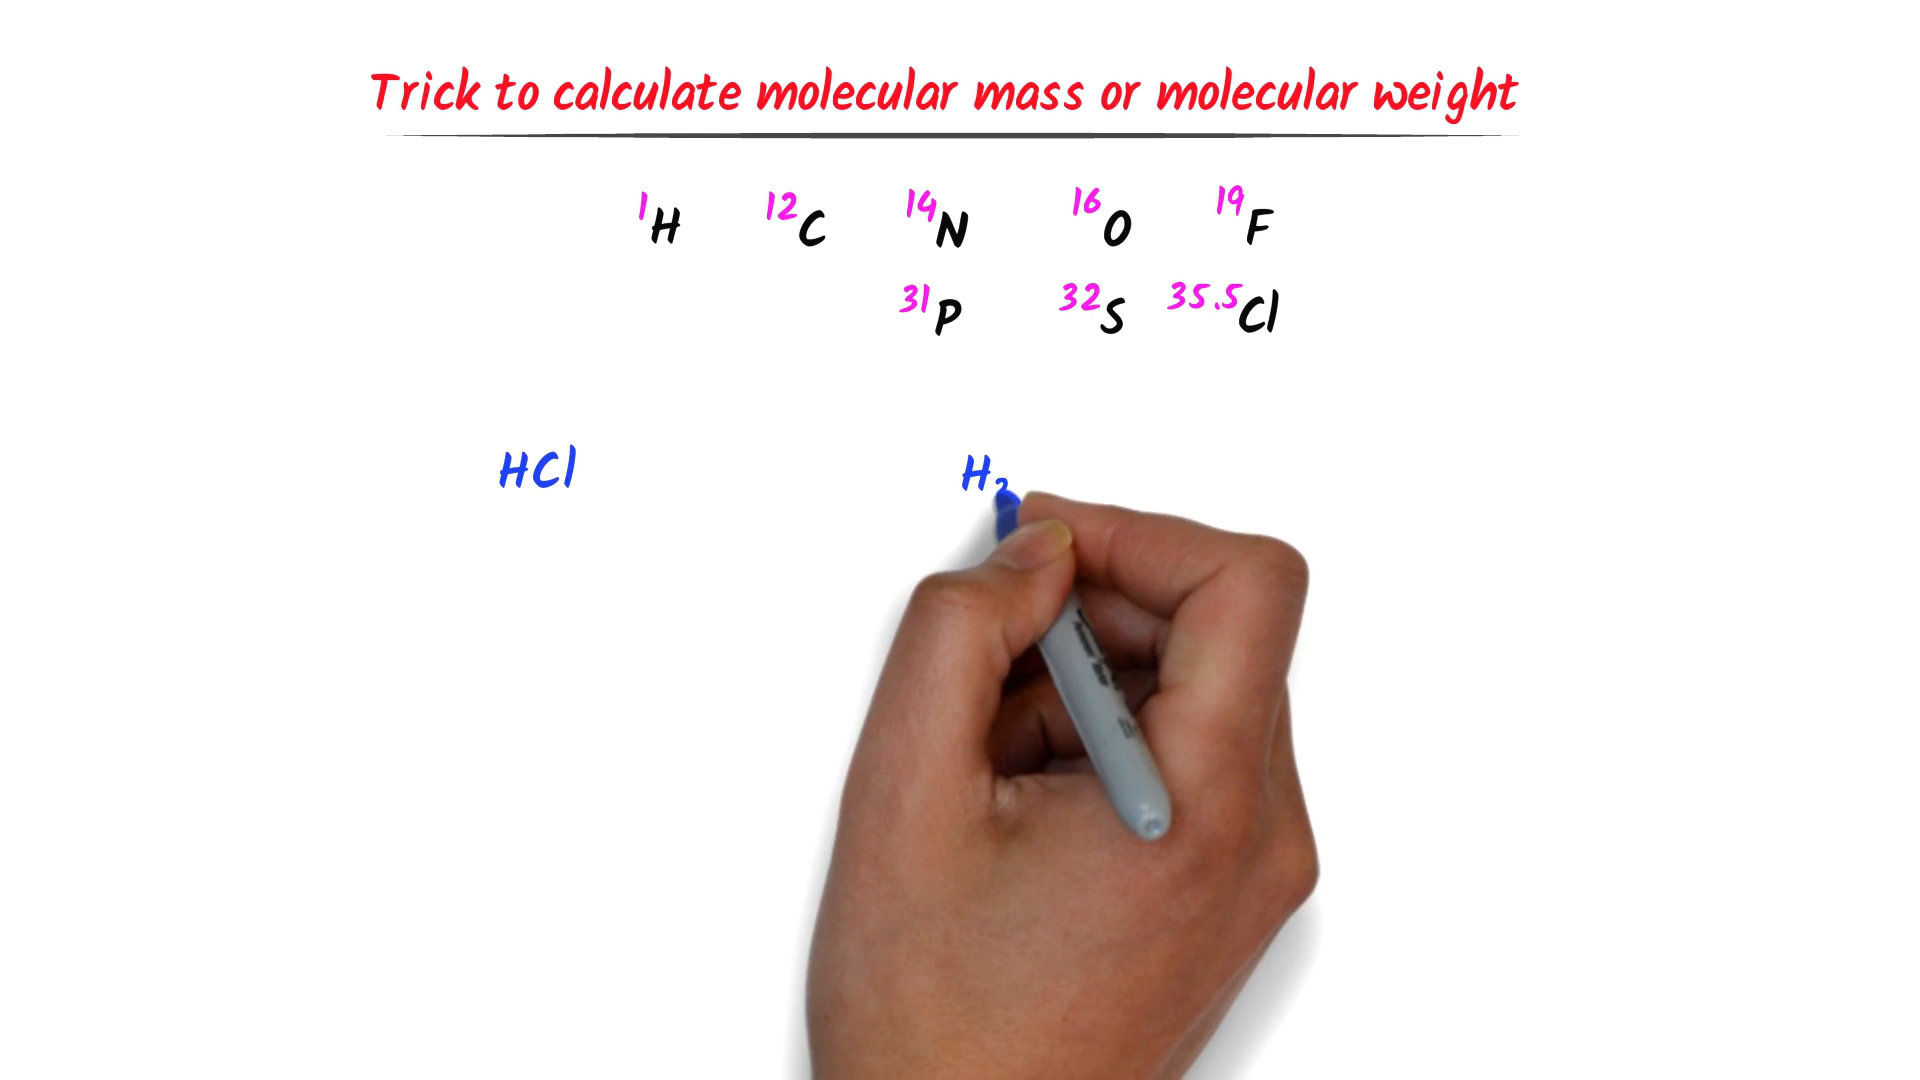 Trick to calculate molecular mass or molecular weight
¹H ¹²C ¹⁴N ¹⁶O ¹⁹F
³¹P ³²S ³⁵·⁵Cl
HCl H₂